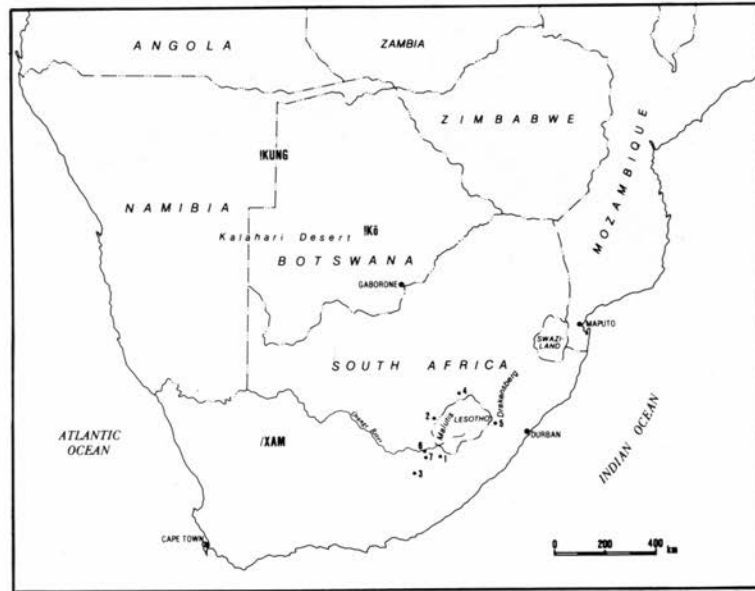 ANGOLA
ZAMBIA
ZIMBABWE
MOZAMBIQUE
!KUNG
NAMIBIA
!Kõ
Kalahari Desert
BOTSWANA
GABORONE
MAPUTO
SWAZI-
LAND
SOUTH AFRICA
4
Drakensberg
2
Maluta
LESOTHO
5
Orange River
DURBAN
ATLANTIC
OCEAN
/XAM
6
7
1
3
INDIAN OCEAN
CAPE TOWN
0 200 400
km